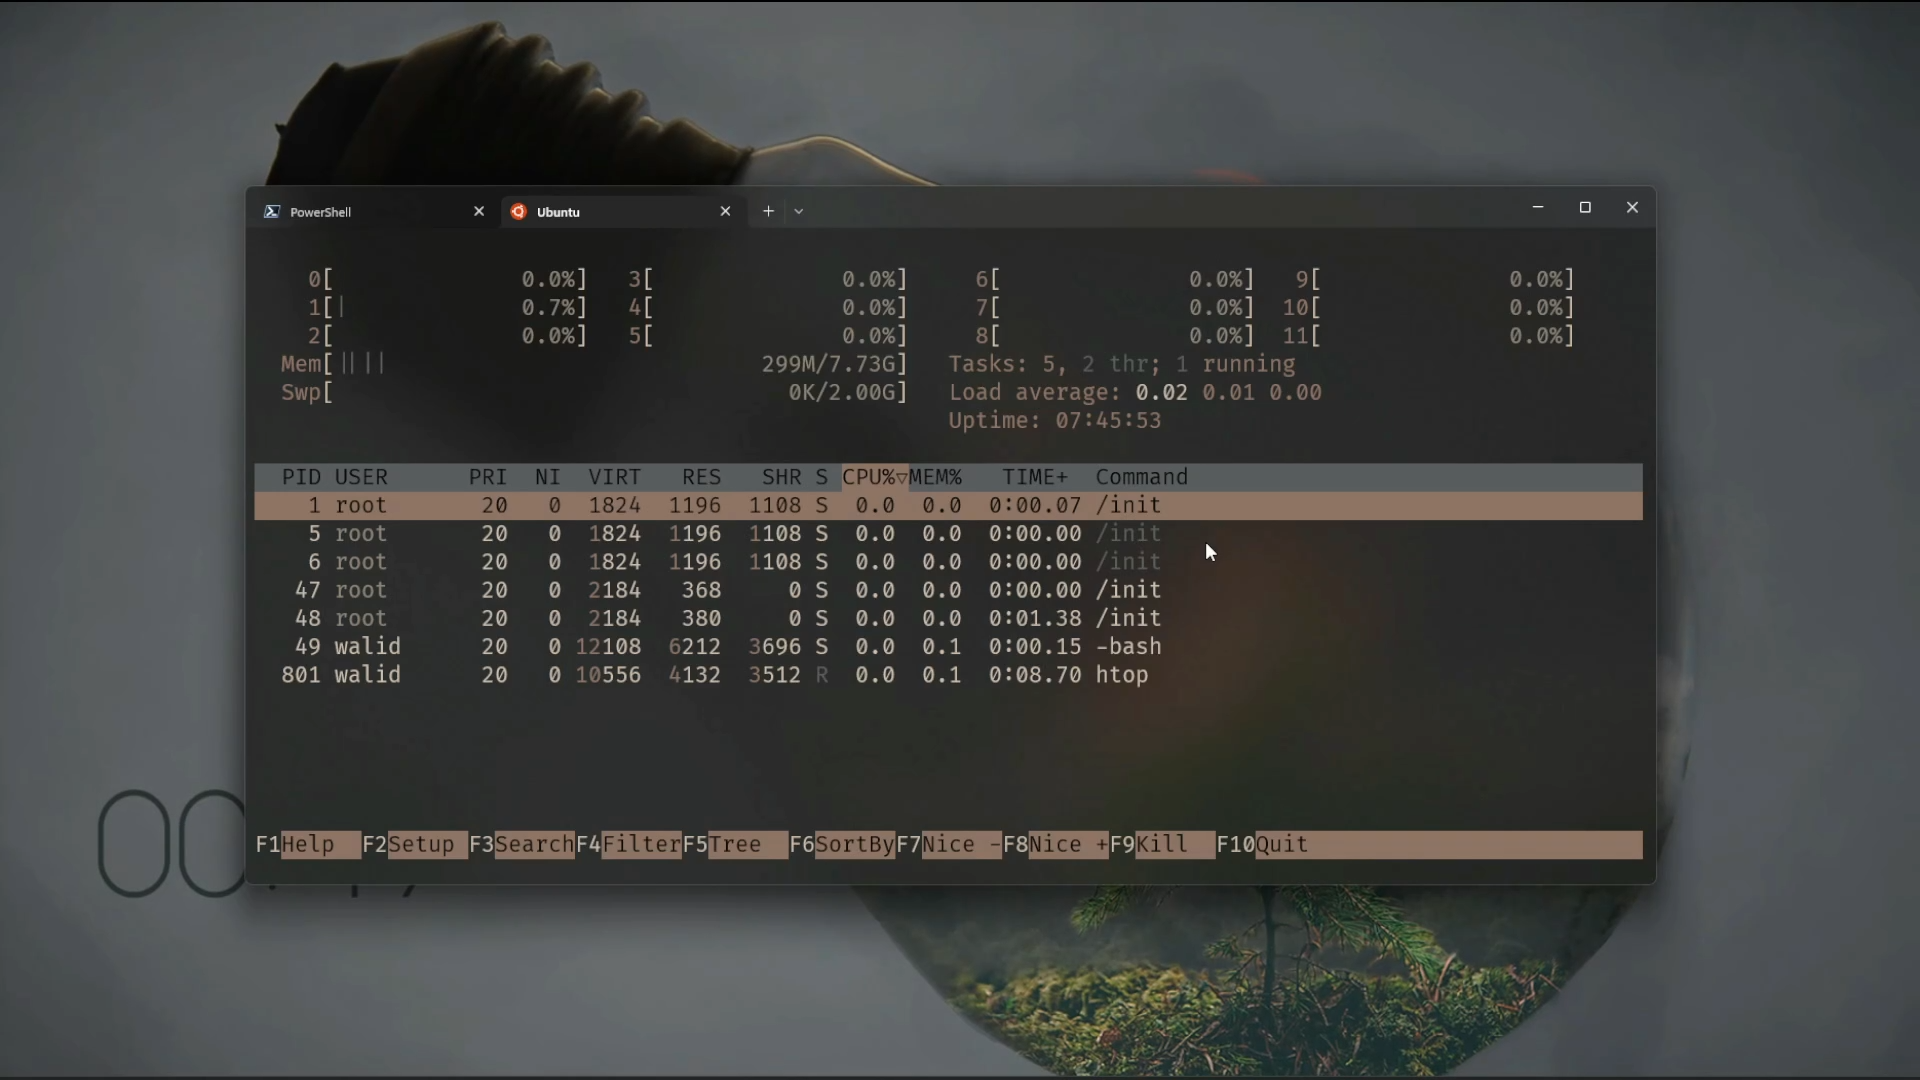 PowerShell Ubuntu
0[ 0.0%] 3[ 0.0%] 6[ 0.0%] 9[ 0.0%]
1[| 0.7%] 4[ 0.0%] 7[ 0.0%] 10[ 0.0%]
2[ 0.0%] 5[ 0.0%] 8[ 0.0%] 11[ 0.0%]
Mem[|||| 299M/7.73G] Tasks: 5, 2 thr; 1 running
Swp[ 0K/2.00G] Load average: 0.02 0.01 0.00
Uptime: 07:45:53
PID USER PRI NI VIRT RES SHR S CPU%▽MEM% TIME+ Command
1 root 20 0 1824 1196 1108 S 0.0 0.0 0:00.07 /init
5 root 20 0 1824 1196 1108 S 0.0 0.0 0:00.00 /init
6 root 20 0 1824 1196 1108 S 0.0 0.0 0:00.00 /init
47 root 20 0 2184 368 0 S 0.0 0.0 0:00.00 /init
48 root 20 0 2184 380 0 S 0.0 0.0 0:01.38 /init
49 walid 20 0 12108 6212 3696 S 0.0 0.1 0:00.15 -bash
801 walid 20 0 10556 4132 3512 R 0.0 0.1 0:08.70 htop
F1Help F2Setup F3SearchF4FilterF5Tree F6SortByF7Nice -F8Nice +F9Kill F10Quit